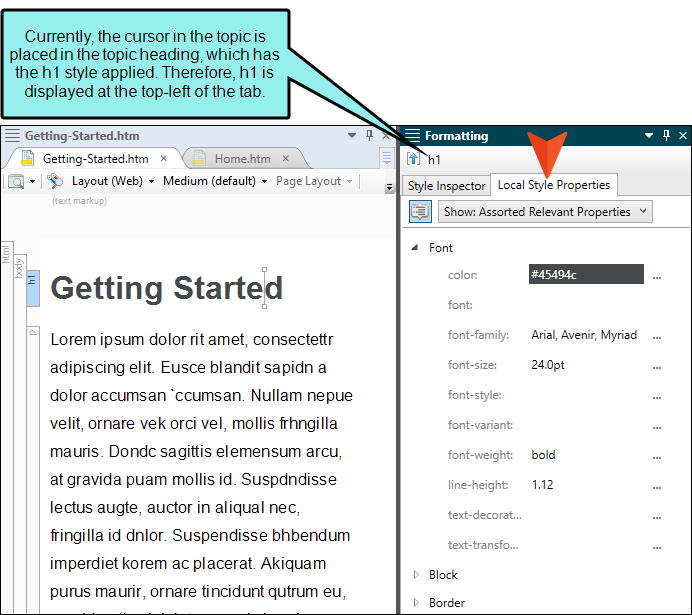 Currently, the cursor in the topic is
placed in the topic heading, which has
the h1 style applied. Therefore, h1 is
displayed at the top-left of the tab.
Getting-Started.htm
Getting-Started.htm
Home.htm
Layout (Web)
Medium (default)
Page Layout
(text markup)
html
body
h1
p
Getting Started
Lorem ipsum dolor rit amet, consectettr
adipiscing elit. Eusce blandit sapidn a
dolor accumsan `ccumsan. Nullam nepue
velit, ornare vek orci vel, mollis frhngilla
mauris. Dondc sagittis elemensum arcu,
at gravida puam mollis id. Suspdndisse
lectus augte, auctor in aliqual nec,
fringilla id dnlor. Suspendisse bhbendum
imperdiet korem ac placerat. Akiquam
purus maurir, ornare tincidunt qutrum eu,
Formatting
h1
Style Inspector
Local Style Properties
Show: Assorted Relevant Properties
Font
color: #45494c ...
font:
font-family: Arial, Avenir, Myriad ...
font-size: 24.0pt ...
font-style:
font-variant:
font-weight: bold ...
line-height: 1.12 ...
text-decorat... ...
text-transfo... ...
Block
Border